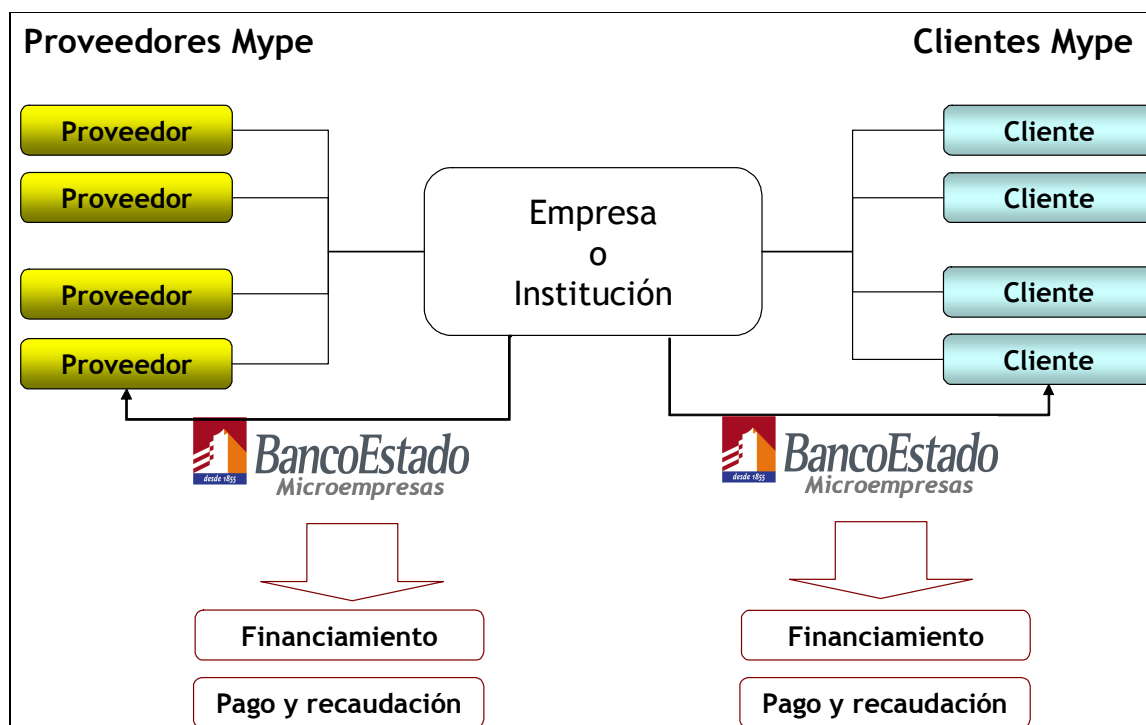 Proveedores Mype
Clientes Mype
Proveedor
Cliente
Proveedor
Cliente
Empresa
o
Institución
Proveedor
Cliente
Proveedor
Cliente
BancoEstado
Microempresas
desde 1855
BancoEstado
Microempresas
desde 1855
Financiamiento
Financiamiento
Pago y recaudación
Pago y recaudación